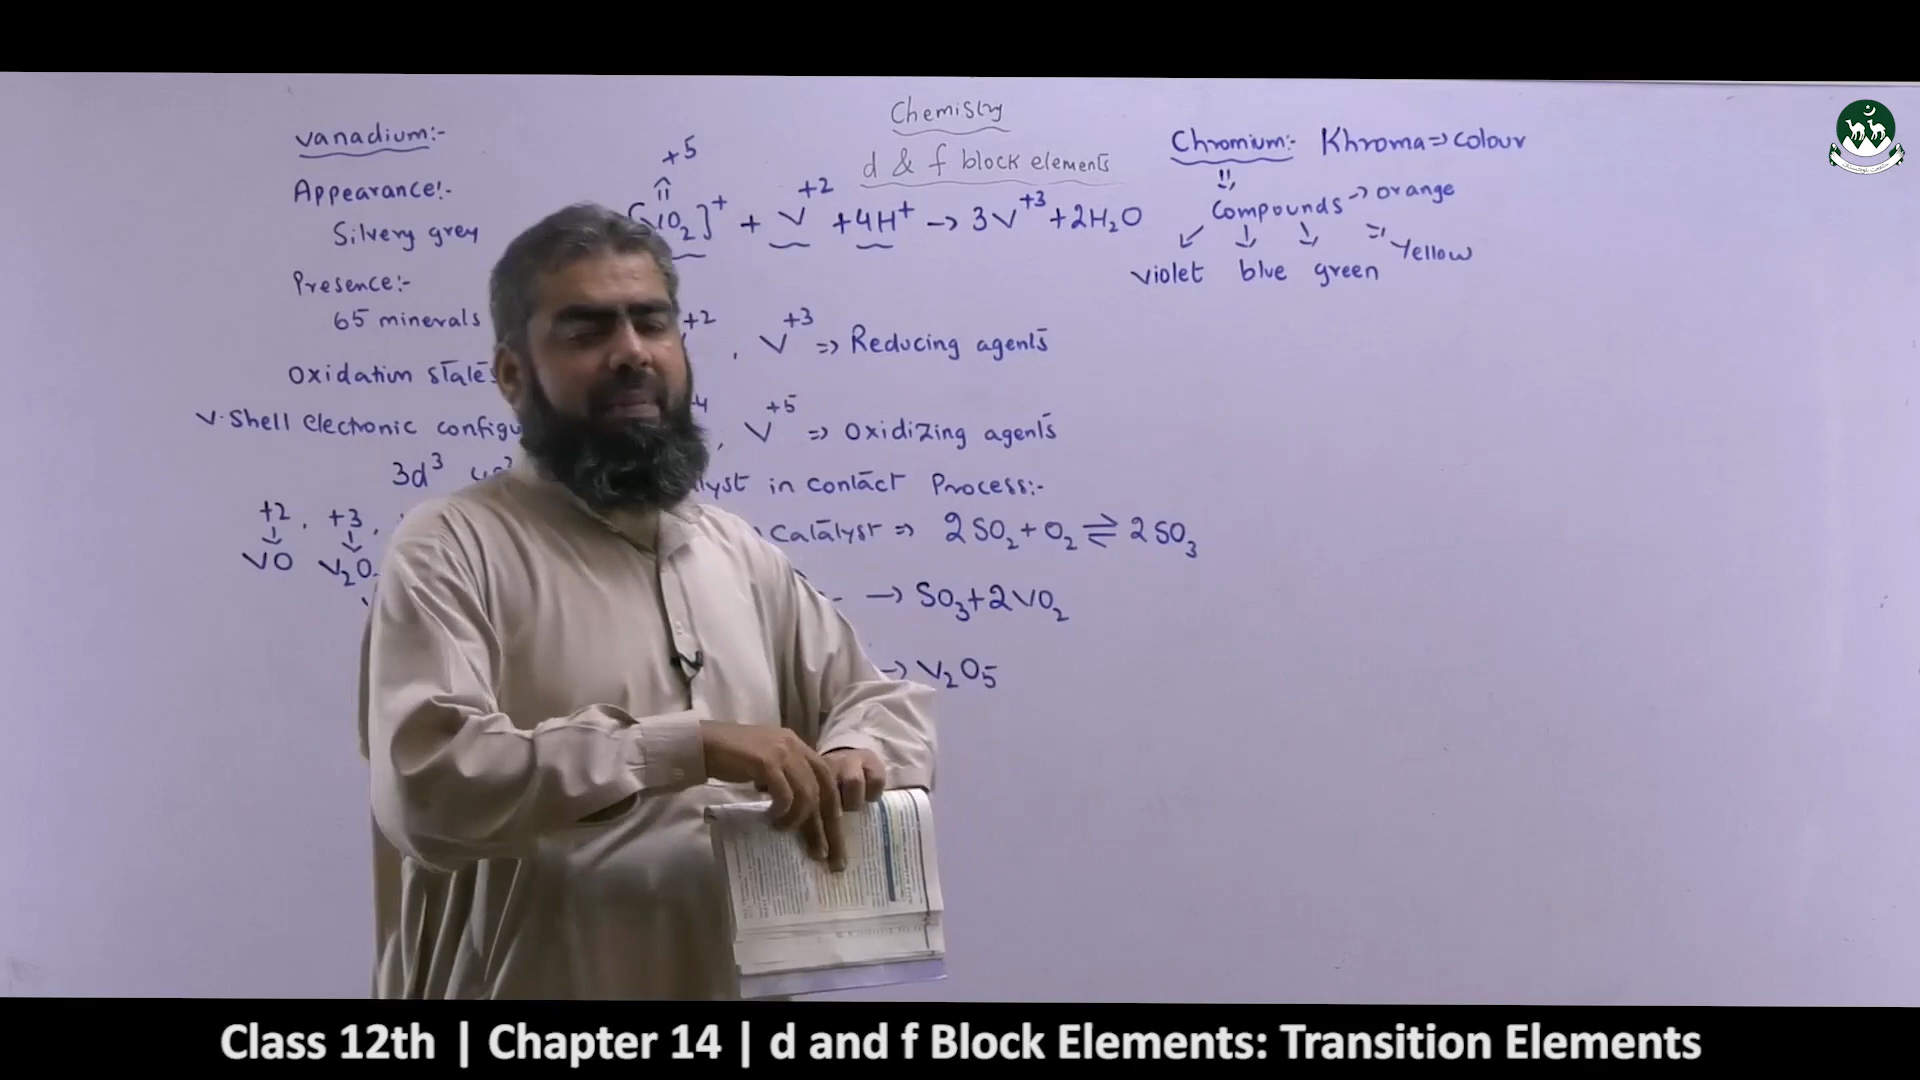 Chemistry
d & f block elements
Vanadium:-
Appearance:-
Silvery grey
Presence:-
65 minerals
Oxidation states
V.Shell electronic
3d³
+2, +3,
VO V₂O
+5
VO₂]⁺ + V⁺² + 4H⁺ → 3V⁺³ + 2H₂O
+2, V⁺³ => Reducing agents
, V⁺⁵ => Oxidizing agents
in contact Process:-
Catalyst => 2SO₂ + O₂ ⇌ 2SO₃
→ SO₃ + 2VO₂
→ V₂O₅
Chromium:- Khroma => colour
Compounds → orange
Yellow
violet blue green
Class 12th | Chapter 14 | d and f Block Elements: Transition Elements